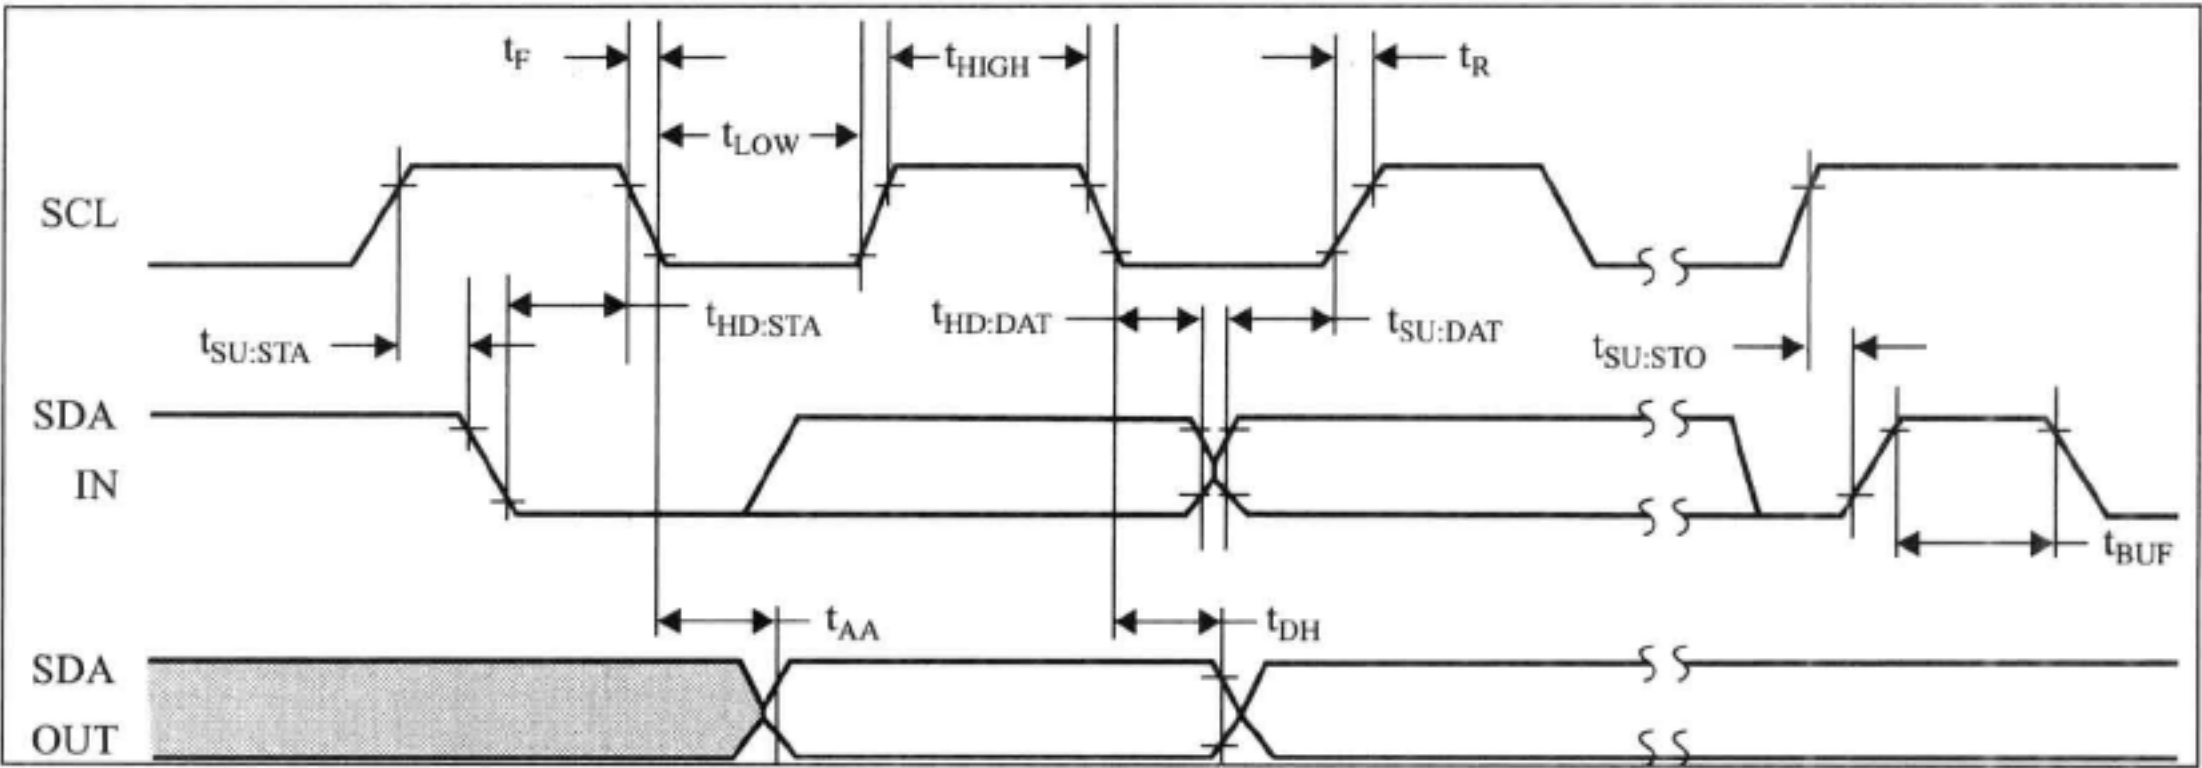 tF
tHIGH
tR
tLOW
SCL
tHD:STA
tHD:DAT
tSU:DAT
tSU:STA
tSU:STO
SDA
IN
tBUF
tAA
tDH
SDA
OUT